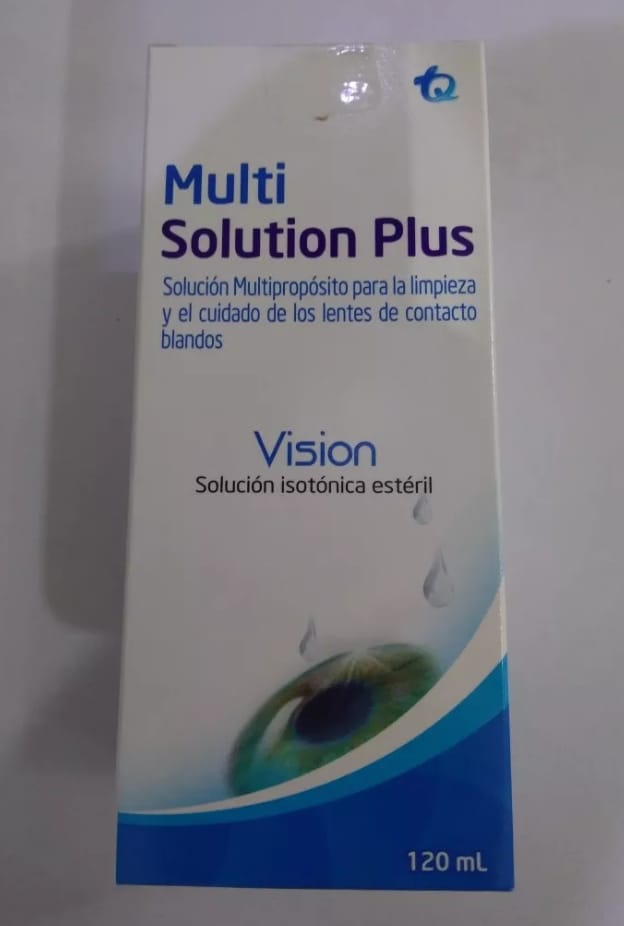 TQ
Multi
Solution Plus
Solución Multipropósito para la limpieza
y el cuidado de los lentes de contacto
blandos
Vision
Solución isotónica estéril
120 mL